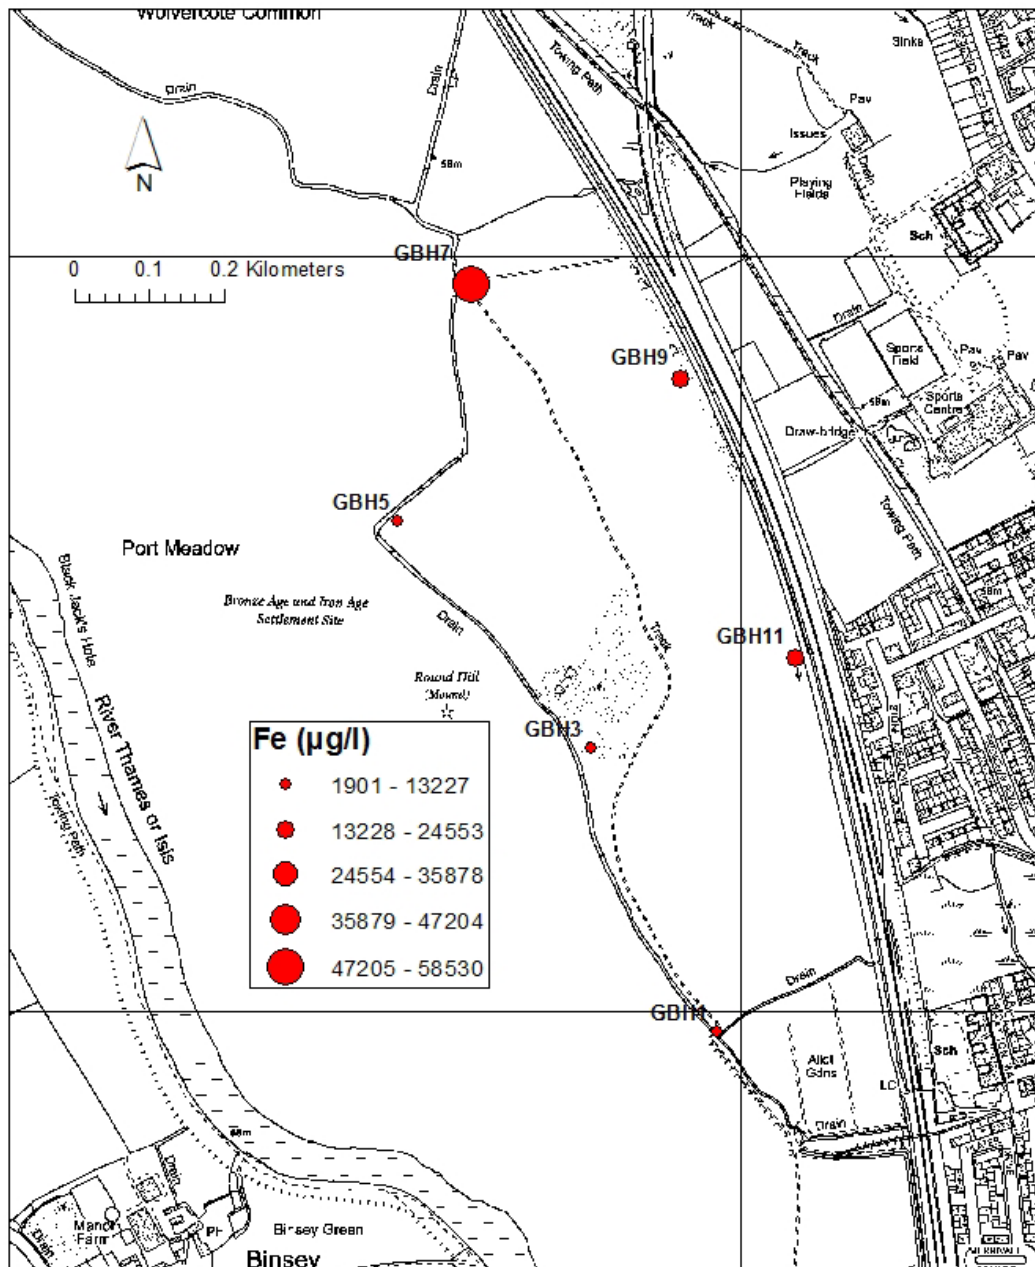 Wolvercote Common
Track
Sinks
Drain
Towing Path
Track
Drain
Pav
58m
Issues
Drain
N
Playing
Fields
Sch
GBH7
0 0.1 0.2 Kilometers
Drain
Sports
Field
Pav
Pav
GBH9
58m
Sports
Centre
Draw-bridge
GBH5
Towing Path
Port Meadow
Black Jack's Hole
58m
Bronze Age and Iron Age
Settlement Site
Drain
Track
GBH11
Round Hill
(Mound)
River Thames or Isis
GBH3
Fe (µg/l)
1901 - 13227
13228 - 24553
24554 - 35878
35879 - 47204
47205 - 58530
Towing Path
Drain
Sch
Allot
Gdns
LC
Drain
Drain
Manor
Farm
PH
Drain
Binsey Green
Binsey